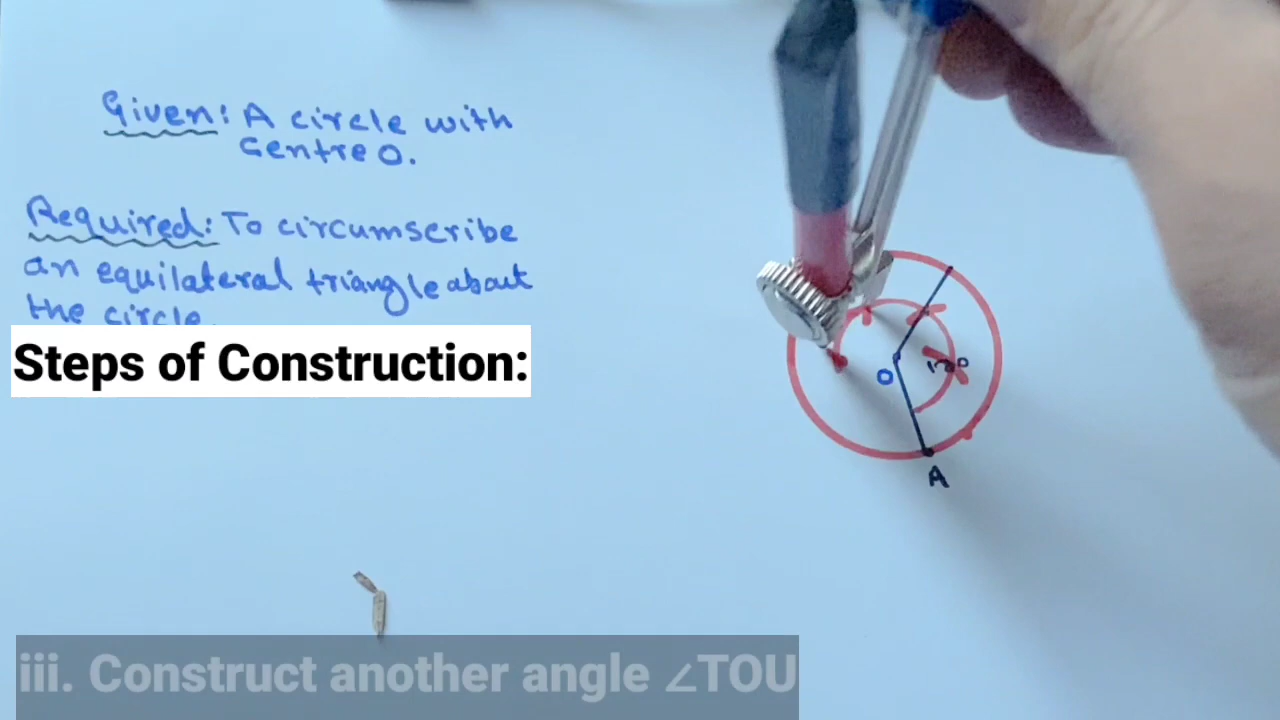 Given: A circle with
Centre O.
Required: To circumscribe
an equilateral triangle about
the circle.
Steps of Construction:
O
120°
A
iii. Construct another angle ∠TOU